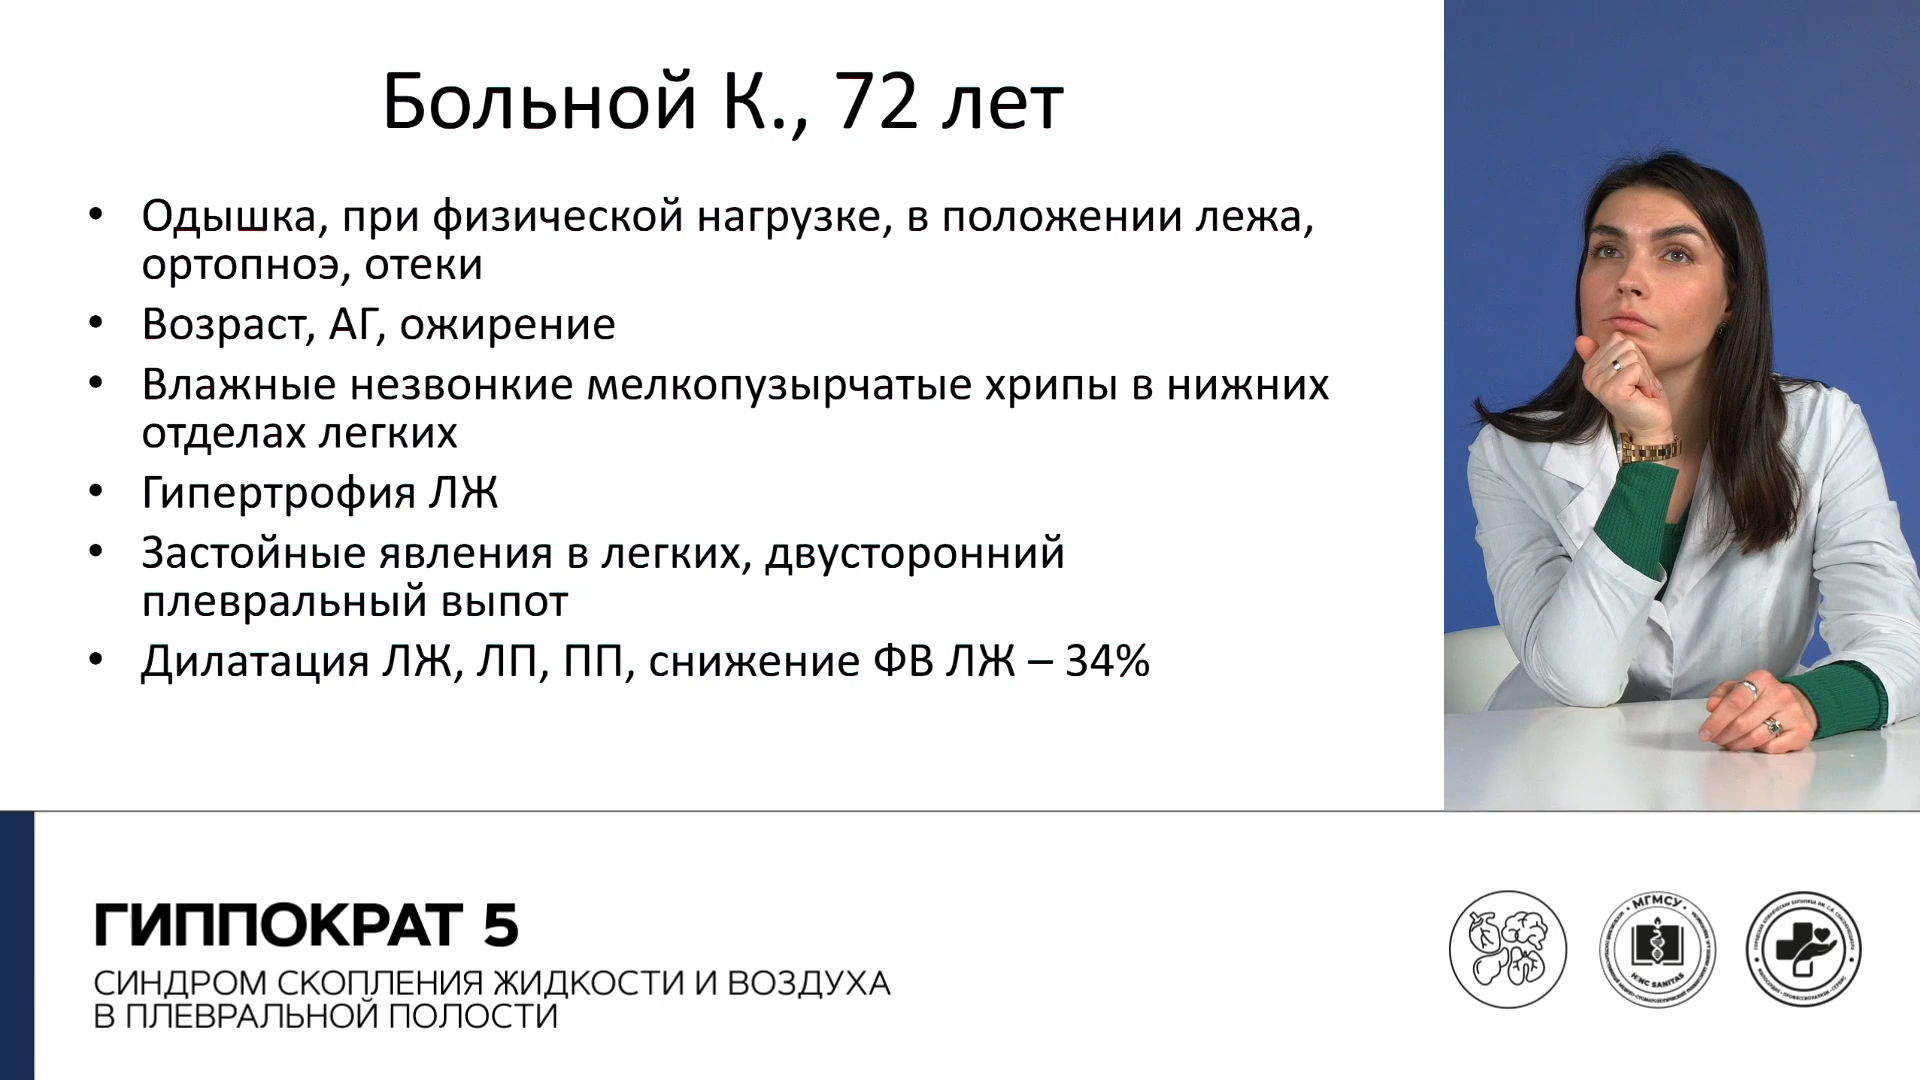 Больной К., 72 лет
• Одышка, при физической нагрузке, в положении лежа,
ортопноэ, отеки
• Возраст, АГ, ожирение
• Влажные незвонкие мелкопузырчатые хрипы в нижних
отделах легких
• Гипертрофия ЛЖ
• Застойные явления в легких, двусторонний
плевральный выпот
• Дилатация ЛЖ, ЛП, ПП, снижение ФВ ЛЖ – 34%
ГИППОКРАТ 5
СИНДРОМ СКОПЛЕНИЯ ЖИДКОСТИ И ВОЗДУХА
В ПЛЕВРАЛЬНОЙ ПОЛОСТИ
МГМСУ